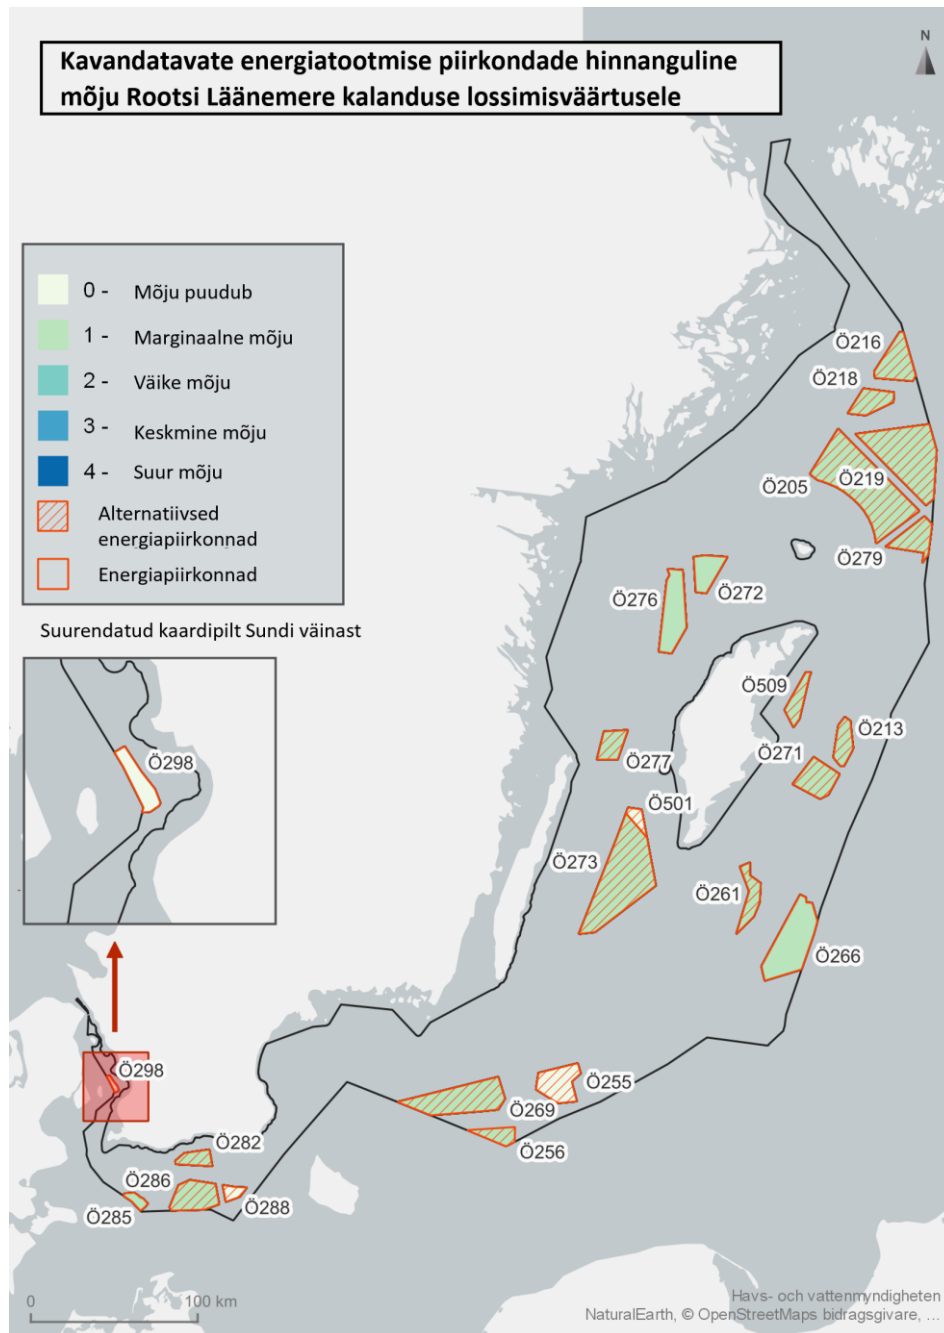 Kavandatavate energiatootmise piirkondade hinnanguline
mõju Rootsi Läänemere kalanduse lossimisväärtusele
N
0 - Mõju puudub
1 - Marginaalne mõju
2 - Väike mõju
3 - Keskmine mõju
4 - Suur mõju
Alternatiivsed
energiapiirkonnad
Energiapiirkonnad
Suurendatud kaardipilt Sundi väinast
Ö298
Ö216
Ö218
Ö205
Ö219
Ö279
Ö276
Ö272
Ö509
Ö213
Ö271
Ö277
Ö501
Ö273
Ö261
Ö266
Ö298
Ö255
Ö269
Ö256
Ö282
Ö286
Ö285
Ö288
0 100 km
Havs- och vattenmyndigheten
NaturalEarth, © OpenStreetMaps bidragsgivare, ...